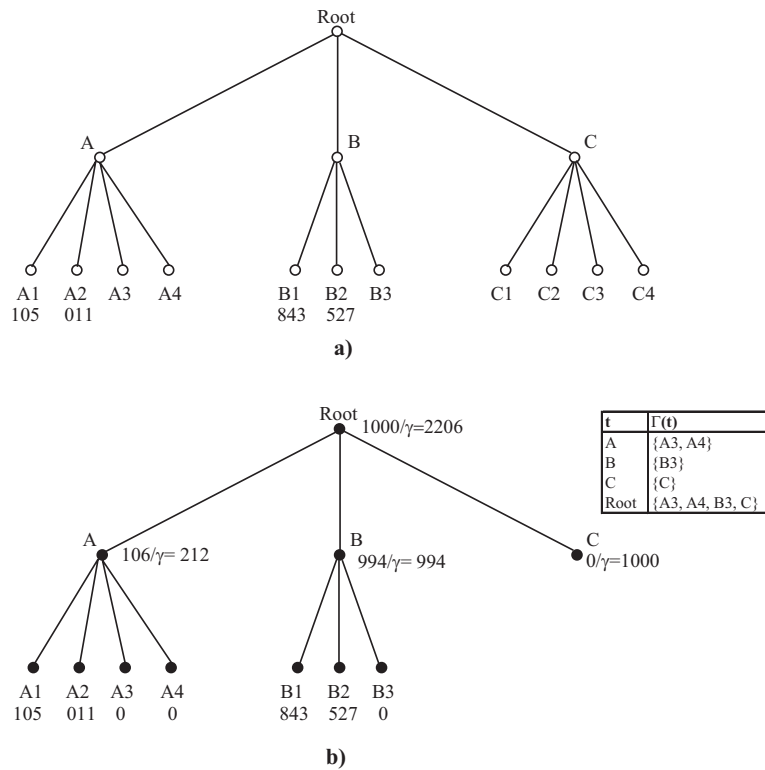 Root
A
B
C
A1 A2 A3 A4 B1 B2 B3 C1 C2 C3 C4
105 011 843 527
a)
Root
1000/γ=2206
t Γ(t)
A {A3, A4}
B {B3}
C {C}
Root {A3, A4, B3, C}
A
106/γ= 212
B
994/γ= 994
C
0/γ=1000
A1 A2 A3 A4 B1 B2 B3
105 011 0 0 843 527 0
b)